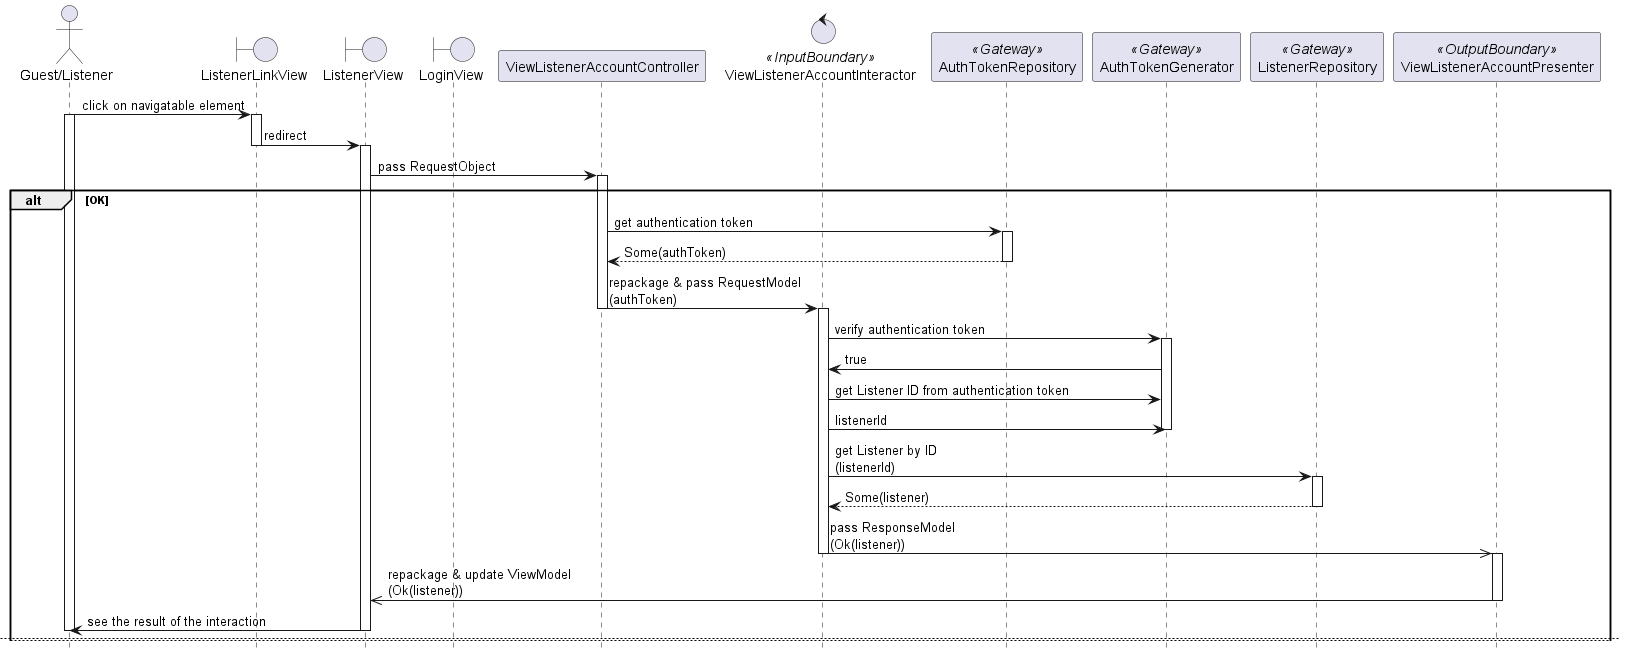 Guest/Listener
ListenerLinkView
ListenerView
LoginView
ViewListenerAccountController
«InputBoundary»
ViewListenerAccountInteractor
«Gateway»
AuthTokenRepository
«Gateway»
AuthTokenGenerator
«Gateway»
ListenerRepository
«OutputBoundary»
ViewListenerAccountPresenter
click on navigatable element
redirect
pass RequestObject
alt
[OK]
get authentication token
Some(authToken)
repackage & pass RequestModel
(authToken)
verify authentication token
true
get Listener ID from authentication token
listenerId
get Listener by ID
(listenerId)
Some(listener)
pass ResponseModel
(Ok(listener))
repackage & update ViewModel
(Ok(listener))
see the result of the interaction